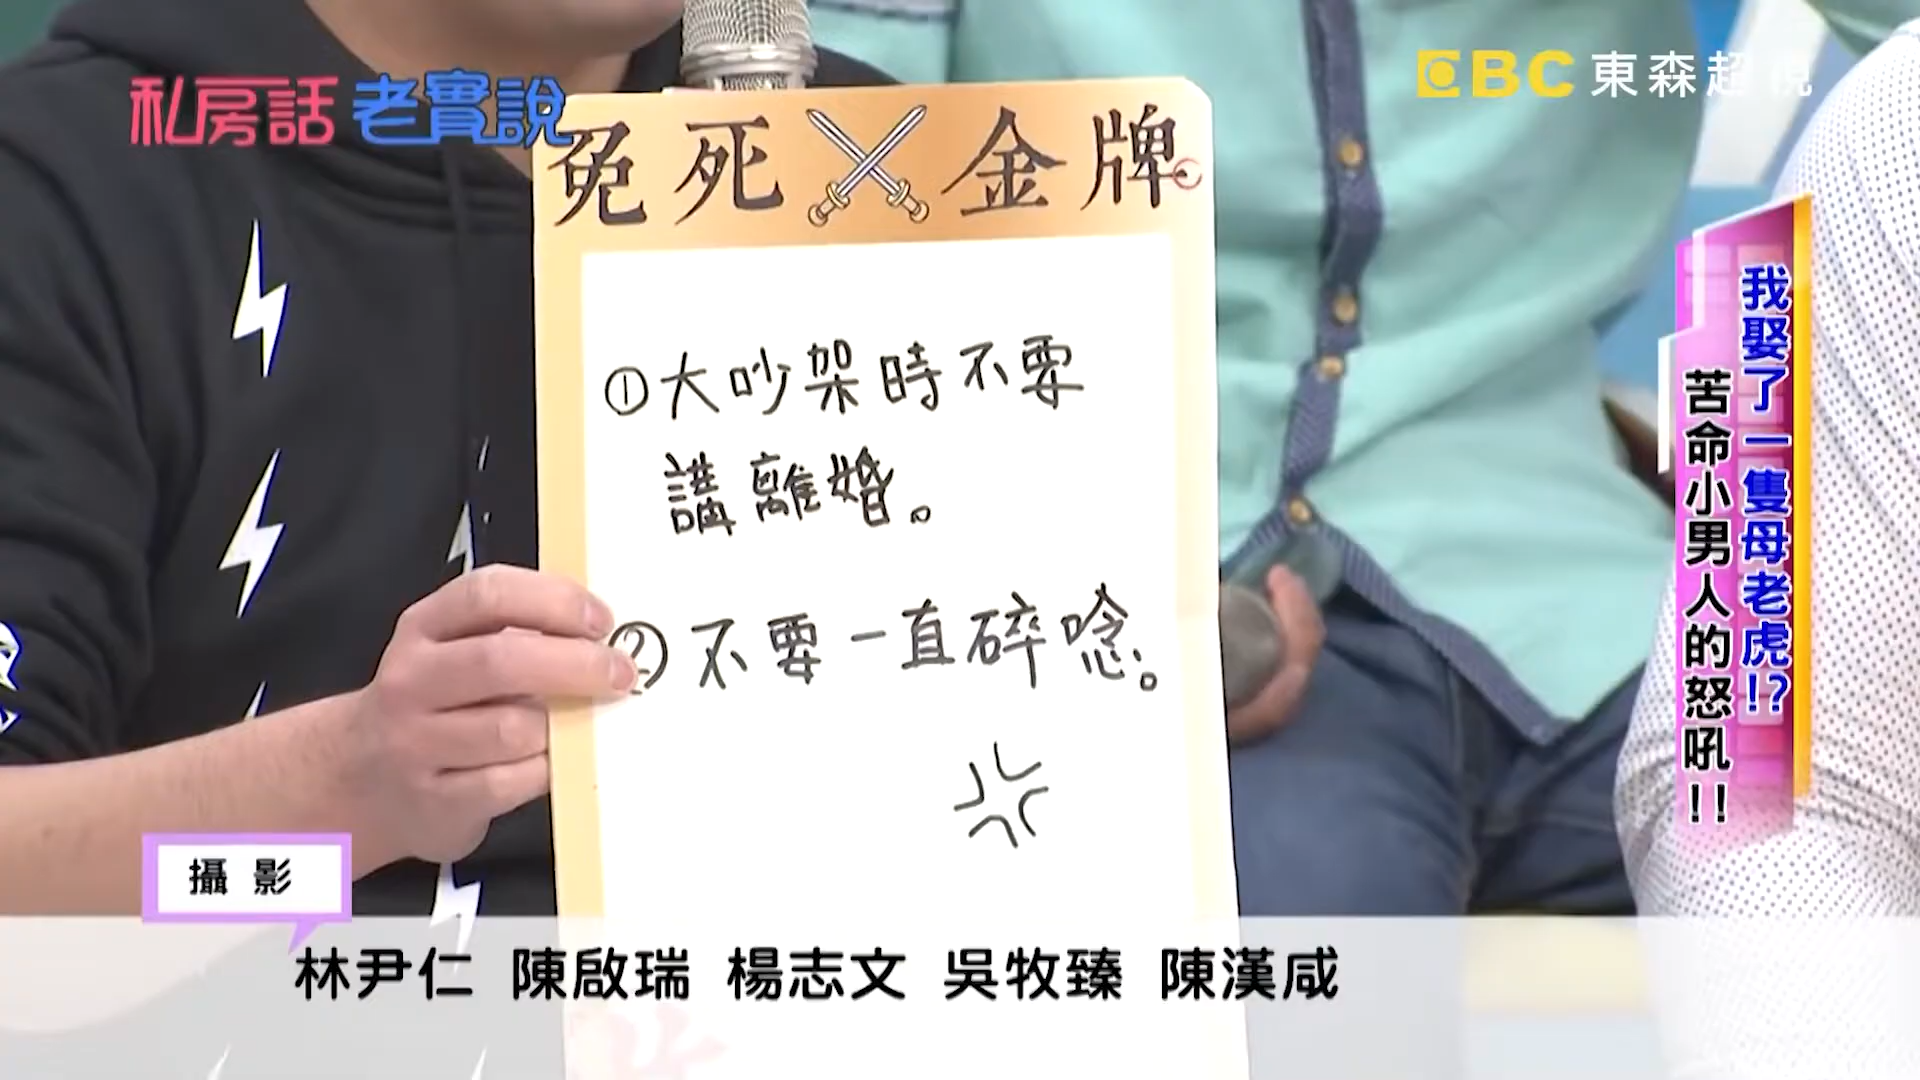 私房話 老實說
EBC 東森超視
免死金牌
①大吵架時不要
講離婚。
②不要一直碎唸。
我娶了一隻母老虎!?
苦命小男人的怒吼!!
攝影
林尹仁 陳啟瑞 楊志文 吳牧臻 陳漢咸